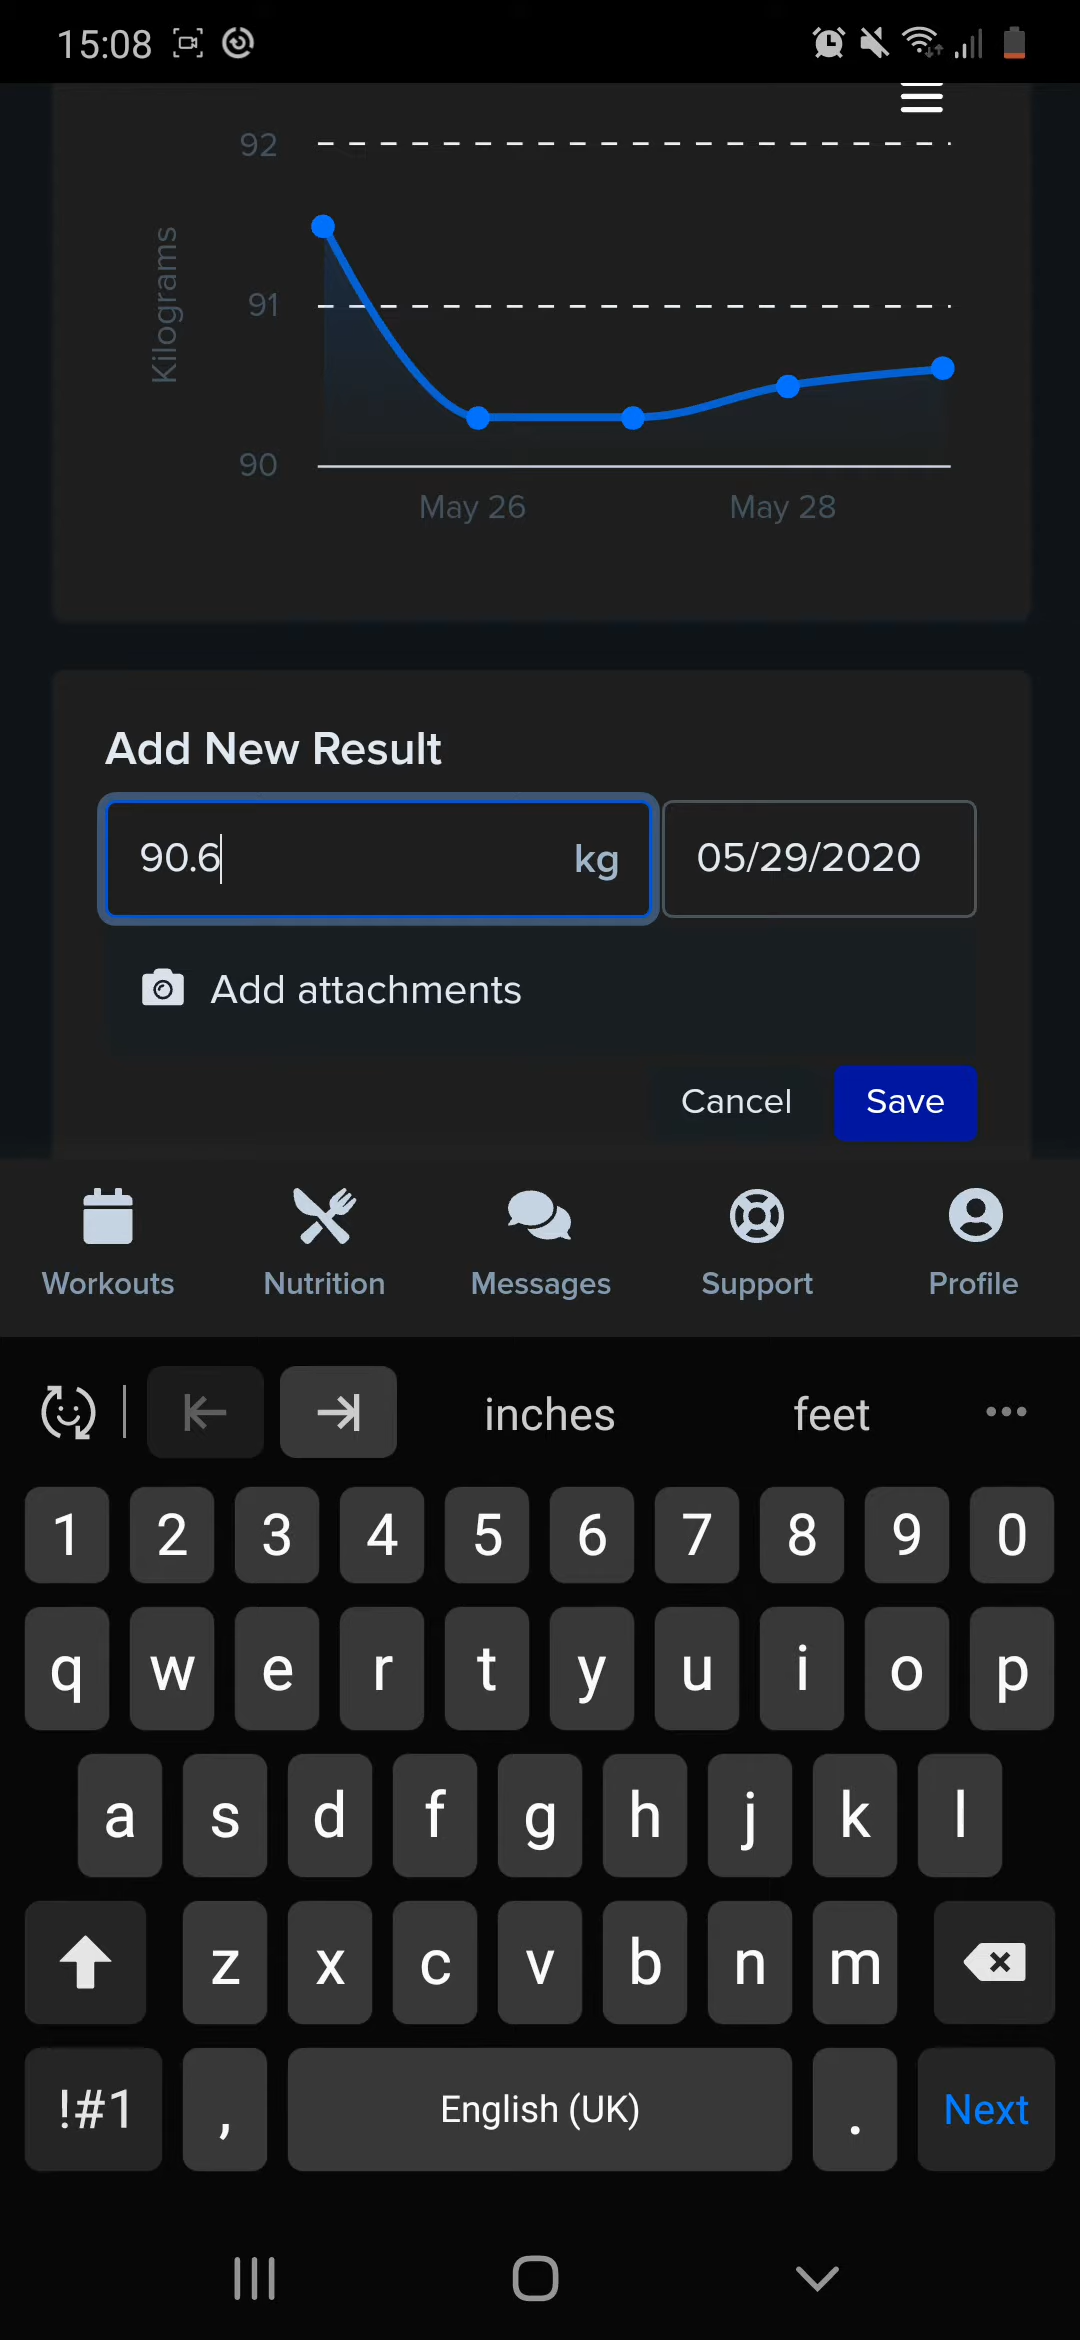 15:08
92
Kilograms
91
90
May 26 May 28
Add New Result
90.6 kg 05/29/2020
Add attachments
Cancel Save
Workouts Nutrition Messages Support Profile
inches feet
1 2 3 4 5 6 7 8 9 0
q w e r t y u i o p
a s d f g h j k l
z x c v b n m
!#1 , English (UK) . Next